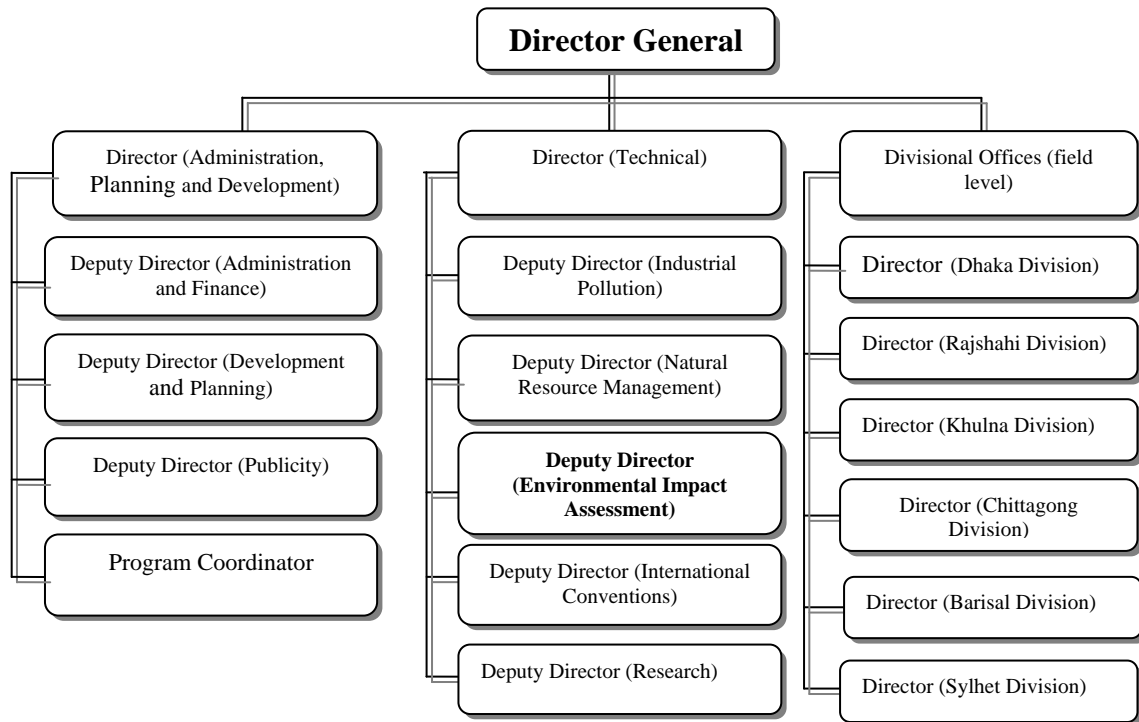 Director General
Director (Administration,
Planning and Development)
Deputy Director (Administration
and Finance)
Deputy Director (Development
and Planning)
Deputy Director (Publicity)
Program Coordinator
Director (Technical)
Deputy Director (Industrial
Pollution)
Deputy Director (Natural
Resource Management)
Deputy Director
(Environmental Impact
Assessment)
Deputy Director (International
Conventions)
Deputy Director (Research)
Divisional Offices (field
level)
Director (Dhaka Division)
Director (Rajshahi Division)
Director (Khulna Division)
Director (Chittagong
Division)
Director (Barisal Division)
Director (Sylhet Division)